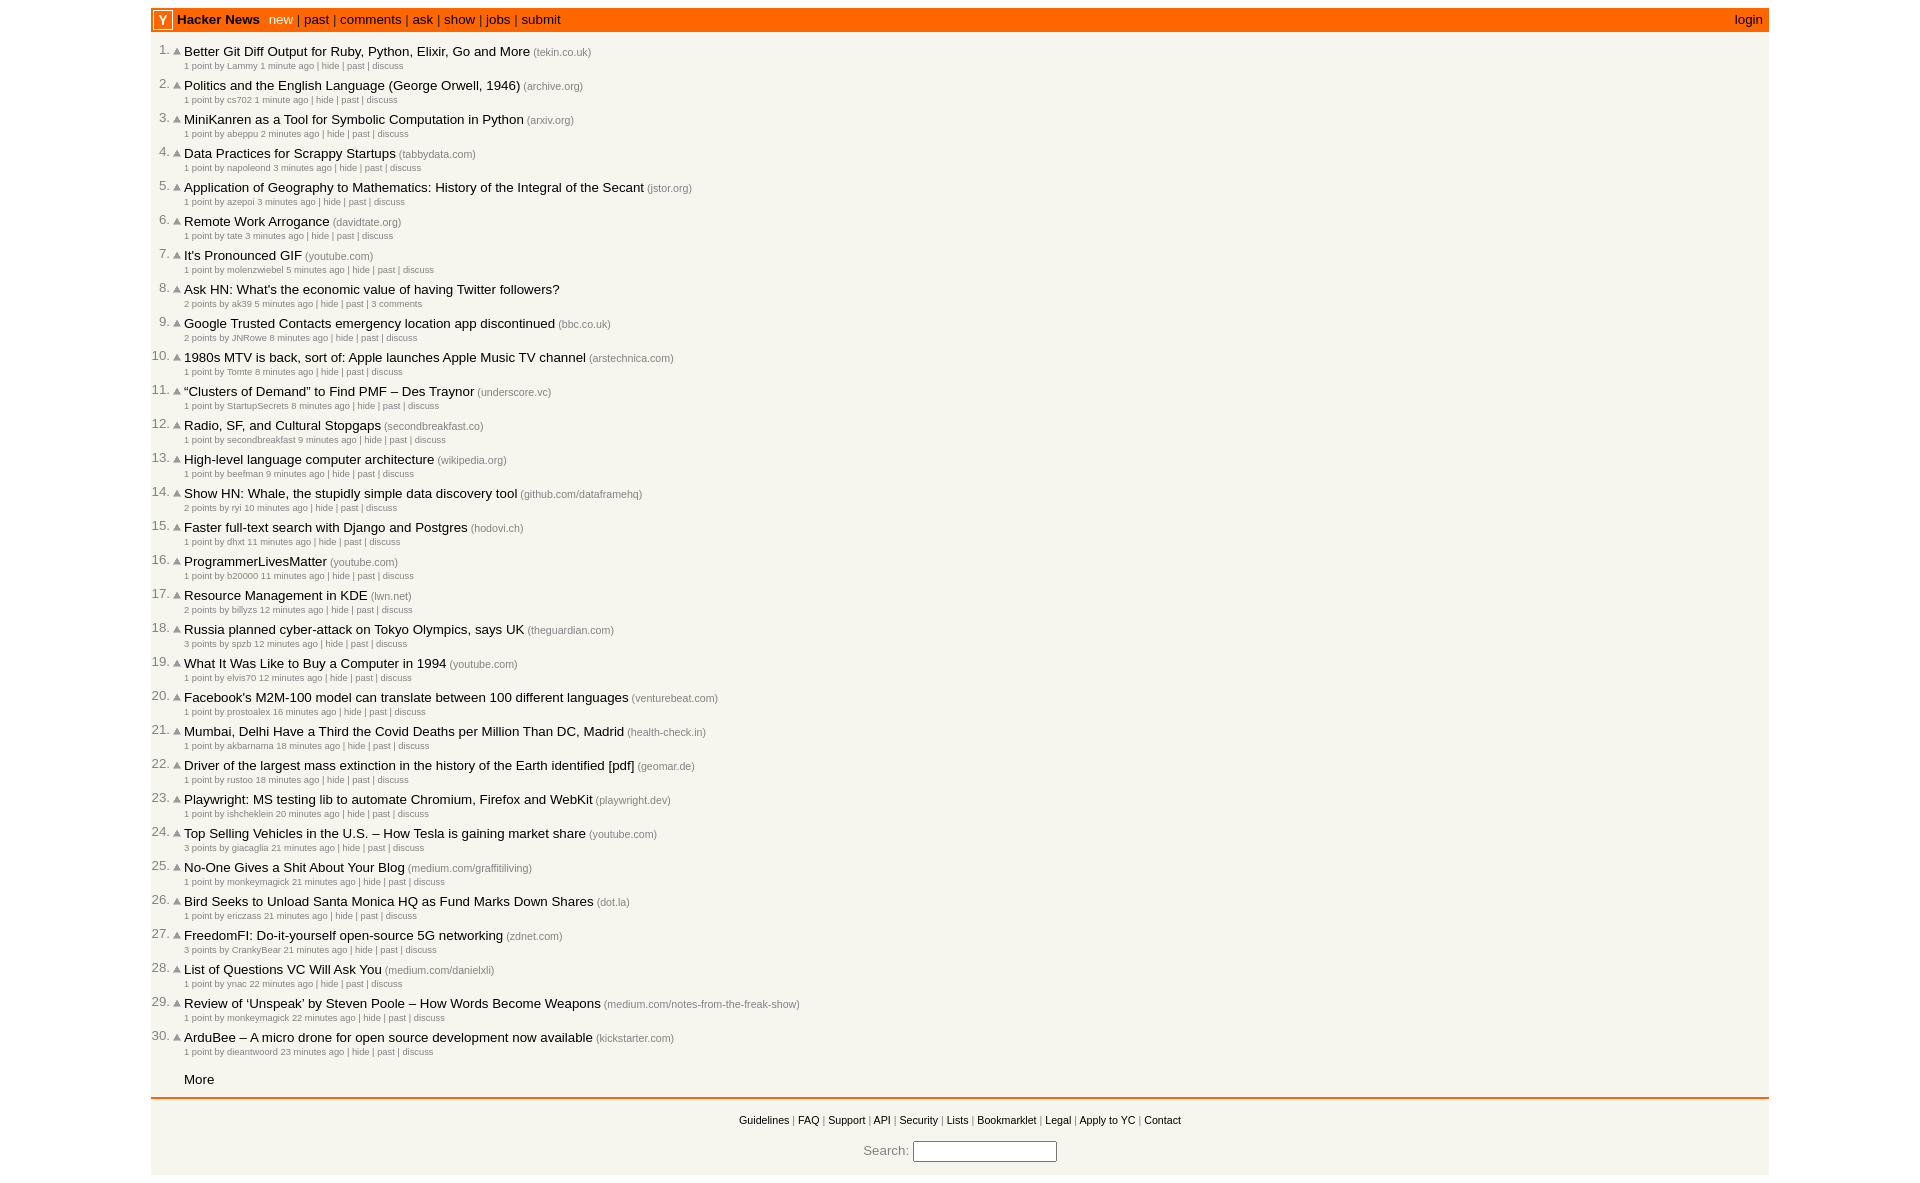 Y Hacker News new | past | comments | ask | show | jobs | submit login
1. Better Git Diff Output for Ruby, Python, Elixir, Go and More (tekin.co.uk)
1 point by Lammy 1 minute ago | hide | past | discuss
2. Politics and the English Language (George Orwell, 1946) (archive.org)
1 point by cs702 1 minute ago | hide | past | discuss
3. MiniKanren as a Tool for Symbolic Computation in Python (arxiv.org)
1 point by abeppu 2 minutes ago | hide | past | discuss
4. Data Practices for Scrappy Startups (tabbydata.com)
1 point by napoleond 3 minutes ago | hide | past | discuss
5. Application of Geography to Mathematics: History of the Integral of the Secant (jstor.org)
1 point by azepoi 3 minutes ago | hide | past | discuss
6. Remote Work Arrogance (davidtate.org)
1 point by tate 3 minutes ago | hide | past | discuss
7. It's Pronounced GIF (youtube.com)
1 point by molenzwiebel 5 minutes ago | hide | past | discuss
8. Ask HN: What's the economic value of having Twitter followers?
2 points by ak39 5 minutes ago | hide | past | 3 comments
9. Google Trusted Contacts emergency location app discontinued (bbc.co.uk)
2 points by JNRowe 8 minutes ago | hide | past | discuss
10. 1980s MTV is back, sort of: Apple launches Apple Music TV channel (arstechnica.com)
1 point by Tomte 8 minutes ago | hide | past | discuss
11. “Clusters of Demand” to Find PMF – Des Traynor (underscore.vc)
1 point by StartupSecrets 8 minutes ago | hide | past | discuss
12. Radio, SF, and Cultural Stopgaps (secondbreakfast.co)
1 point by secondbreakfast 9 minutes ago | hide | past | discuss
13. High-level language computer architecture (wikipedia.org)
1 point by beefman 9 minutes ago | hide | past | discuss
14. Show HN: Whale, the stupidly simple data discovery tool (github.com/dataframehq)
2 points by ryi 10 minutes ago | hide | past | discuss
15. Faster full-text search with Django and Postgres (hodovi.ch)
1 point by dhxt 11 minutes ago | hide | past | discuss
16. ProgrammerLivesMatter (youtube.com)
1 point by b20000 11 minutes ago | hide | past | discuss
17. Resource Management in KDE (lwn.net)
2 points by billyzs 12 minutes ago | hide | past | discuss
18. Russia planned cyber-attack on Tokyo Olympics, says UK (theguardian.com)
3 points by spzb 12 minutes ago | hide | past | discuss
19. What It Was Like to Buy a Computer in 1994 (youtube.com)
1 point by elvis70 12 minutes ago | hide | past | discuss
20. Facebook's M2M-100 model can translate between 100 different languages (venturebeat.com)
1 point by prostoalex 16 minutes ago | hide | past | discuss
21. Mumbai, Delhi Have a Third the Covid Deaths per Million Than DC, Madrid (health-check.in)
1 point by akbarnama 18 minutes ago | hide | past | discuss
22. Driver of the largest mass extinction in the history of the Earth identified [pdf] (geomar.de)
1 point by rustoo 18 minutes ago | hide | past | discuss
23. Playwright: MS testing lib to automate Chromium, Firefox and WebKit (playwright.dev)
1 point by ishcheklein 20 minutes ago | hide | past | discuss
24. Top Selling Vehicles in the U.S. – How Tesla is gaining market share (youtube.com)
3 points by giacaglia 21 minutes ago | hide | past | discuss
25. No-One Gives a Shit About Your Blog (medium.com/graffitiliving)
1 point by monkeymagick 21 minutes ago | hide | past | discuss
26. Bird Seeks to Unload Santa Monica HQ as Fund Marks Down Shares (dot.la)
1 point by ericzass 21 minutes ago | hide | past | discuss
27. FreedomFI: Do-it-yourself open-source 5G networking (zdnet.com)
3 points by CrankyBear 21 minutes ago | hide | past | discuss
28. List of Questions VC Will Ask You (medium.com/danielxli)
1 point by ynac 22 minutes ago | hide | past | discuss
29. Review of ‘Unspeak’ by Steven Poole – How Words Become Weapons (medium.com/notes-from-the-freak-show)
1 point by monkeymagick 22 minutes ago | hide | past | discuss
30. ArduBee – A micro drone for open source development now available (kickstarter.com)
1 point by dieantwoord 23 minutes ago | hide | past | discuss
More
Guidelines | FAQ | Support | API | Security | Lists | Bookmarklet | Legal | Apply to YC | Contact
Search: